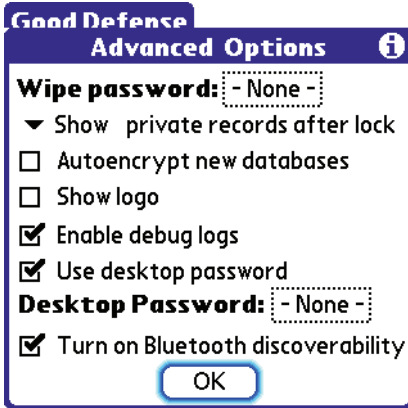 Good Defense
Advanced Options i
Wipe password: - None -
Show private records after lock
Autoencrypt new databases
Show logo
Enable debug logs
Use desktop password
Desktop Password: - None -
Turn on Bluetooth discoverability
OK